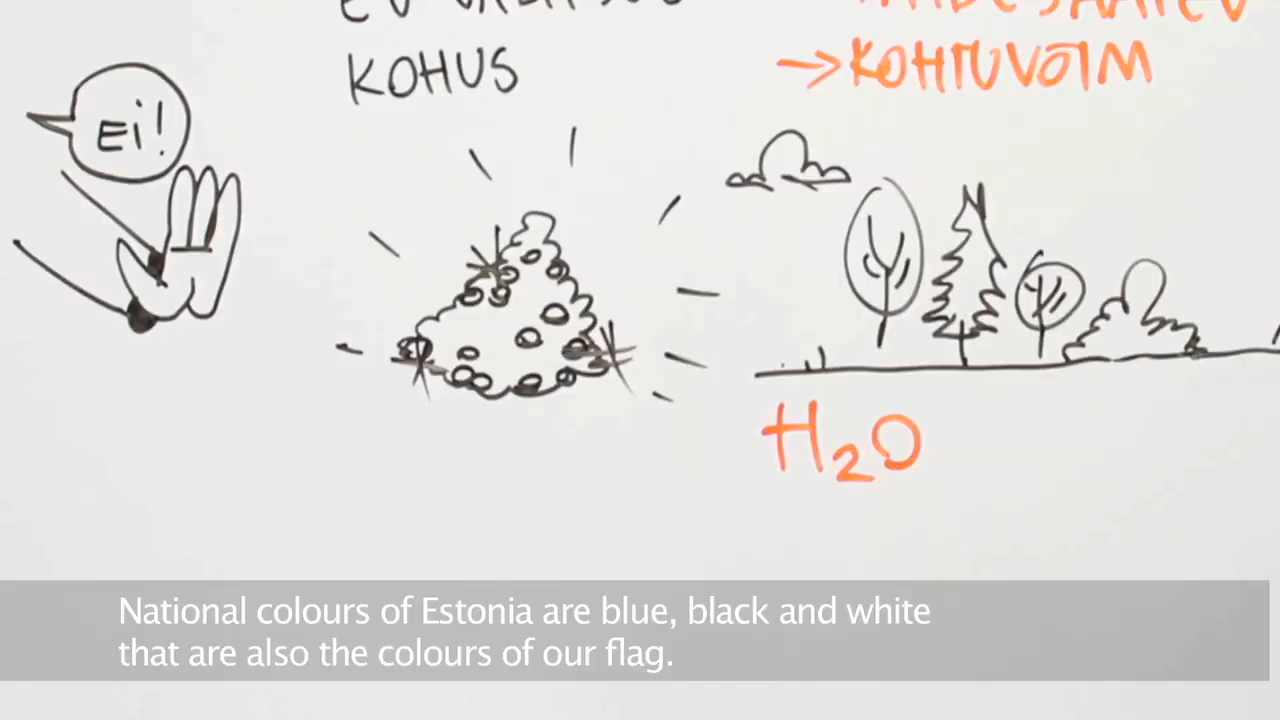 KOHUS
→KOHTUVÕIM
Ei!
H₂O
National colours of Estonia are blue, black and white
that are also the colours of our flag.